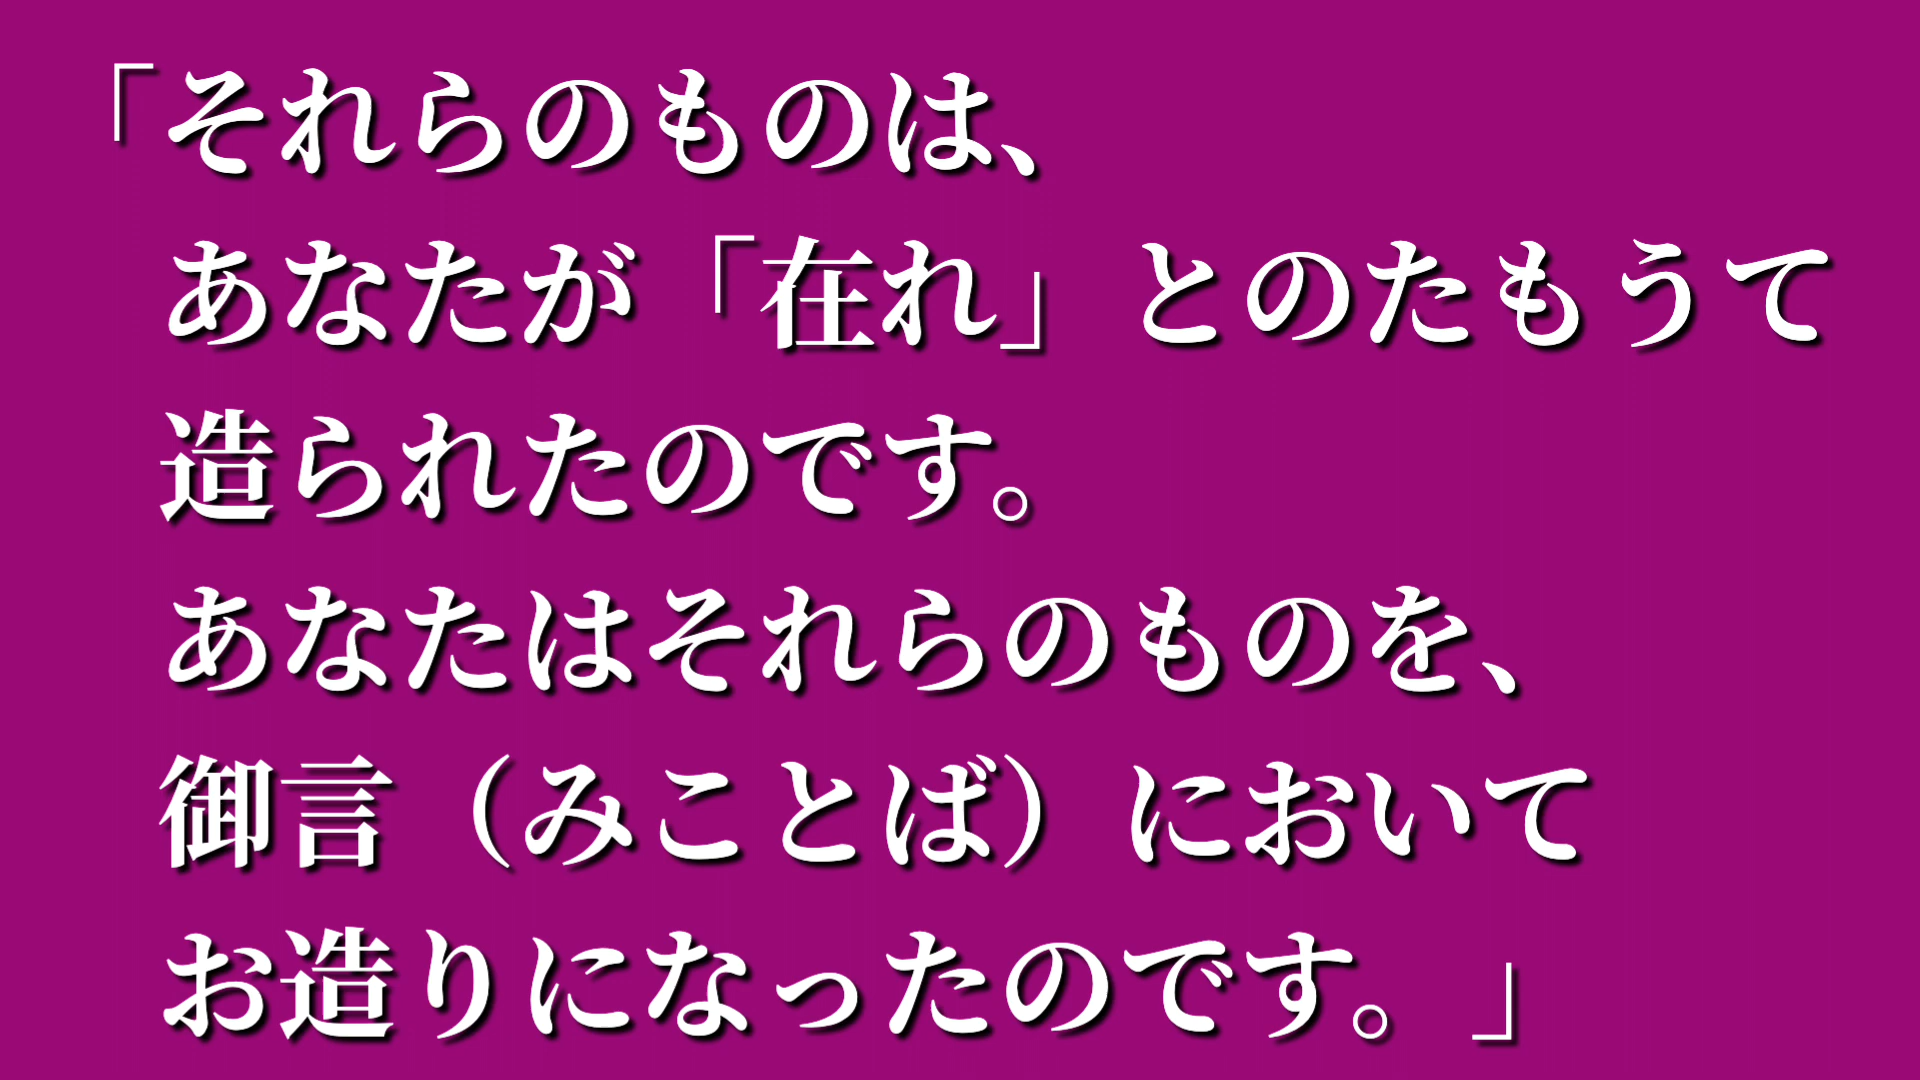 「それらのものは、
あなたが「在れ」とのたもうて
造られたのです。
あなたはそれらのものを、
御言（みことば）において
お造りになったのです。」